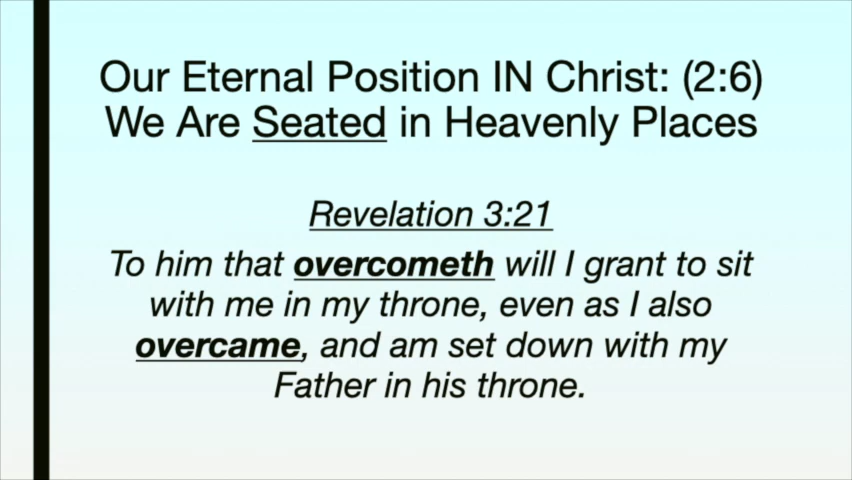 Our Eternal Position IN Christ: (2:6)
We Are Seated in Heavenly Places
Revelation 3:21
To him that overcometh will I grant to sit
with me in my throne, even as I also
overcame, and am set down with my
Father in his throne.